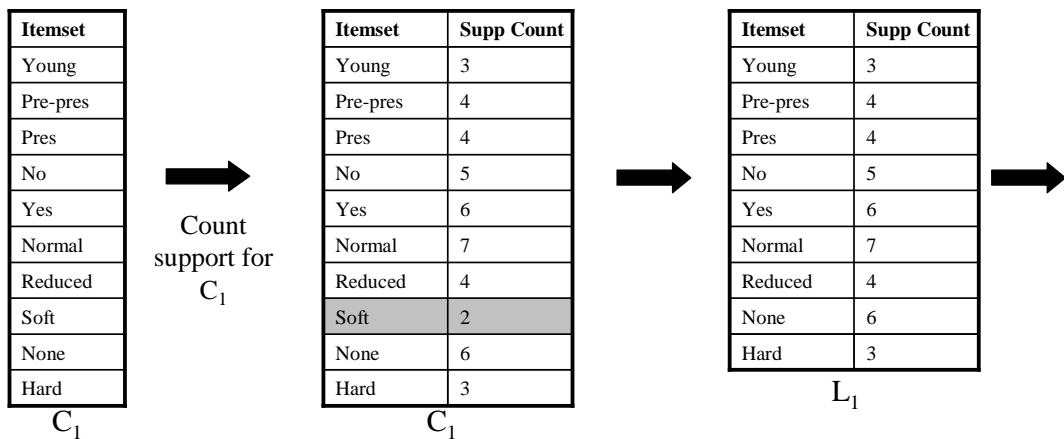 Itemset
Young
Pre-pres
Pres
No
Yes
Normal
Reduced
Soft
None
Hard
C1
Count
support for
C1
Itemset Supp Count
Young 3
Pre-pres 4
Pres 4
No 5
Yes 6
Normal 7
Reduced 4
Soft 2
None 6
Hard 3
C1
Itemset Supp Count
Young 3
Pre-pres 4
Pres 4
No 5
Yes 6
Normal 7
Reduced 4
None 6
Hard 3
L1